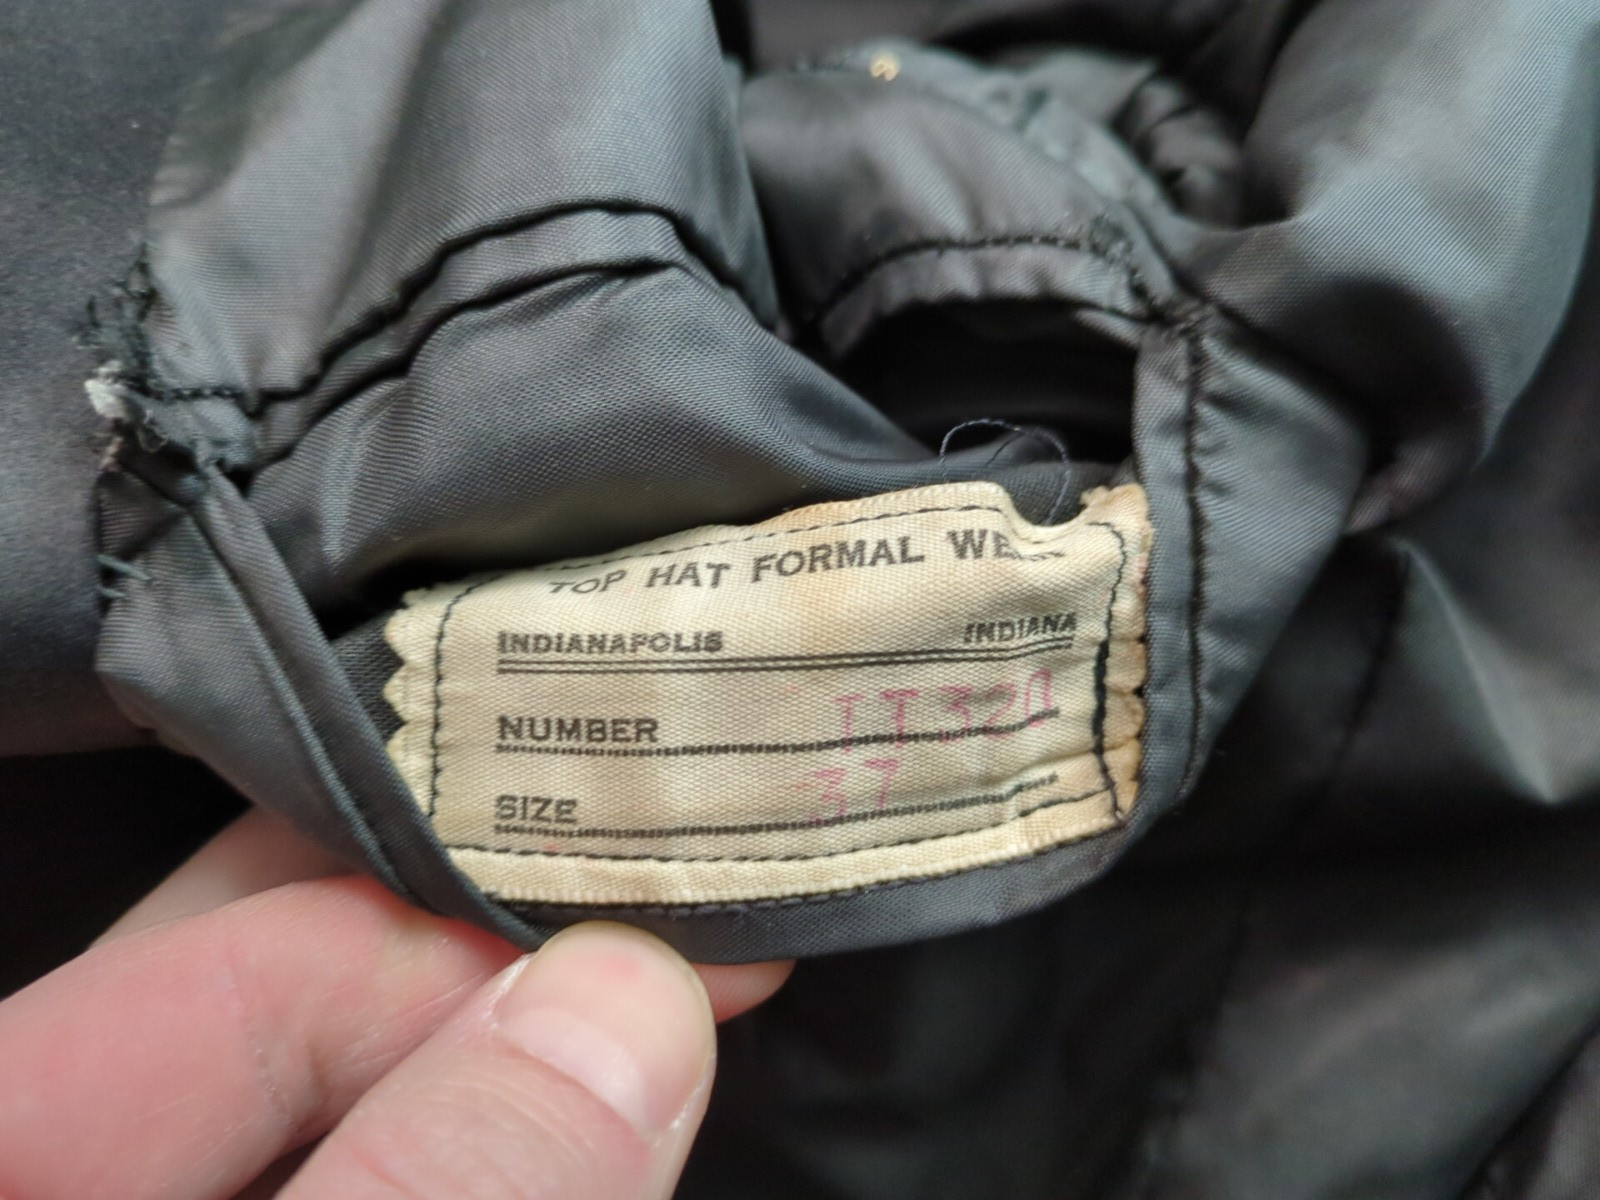 TOP HAT FORMAL
INDIANAPOLIS INDIANA
NUMBER
SIZE 37